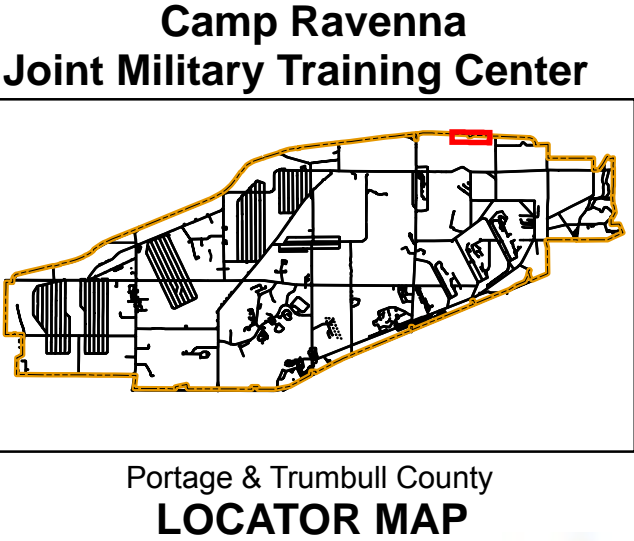 Camp Ravenna
Joint Military Training Center
Portage & Trumbull County
LOCATOR MAP